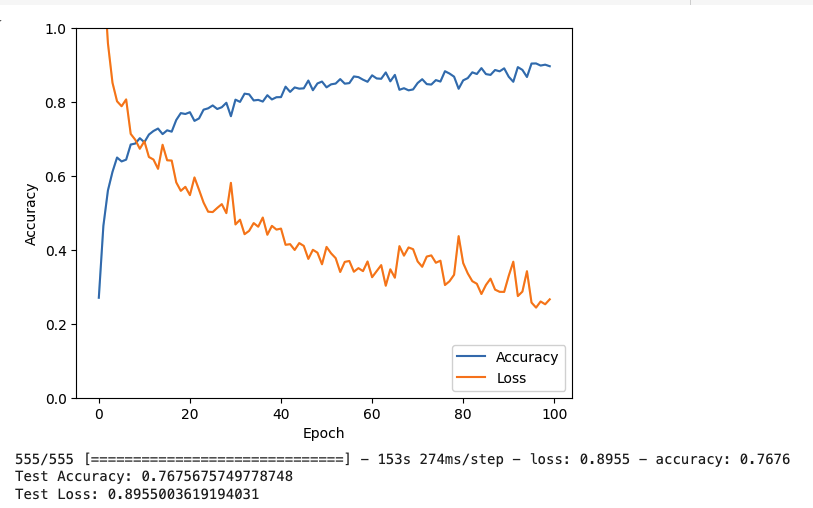 1.0
0.8
0.6
0.4
0.2
0.0
Accuracy
0 20 40 60 80 100
Epoch
Accuracy
Loss
555/555 [==============================] - 153s 274ms/step - loss: 0.8955 - accuracy: 0.7676
Test Accuracy: 0.7675675749778748
Test Loss: 0.8955003619194031